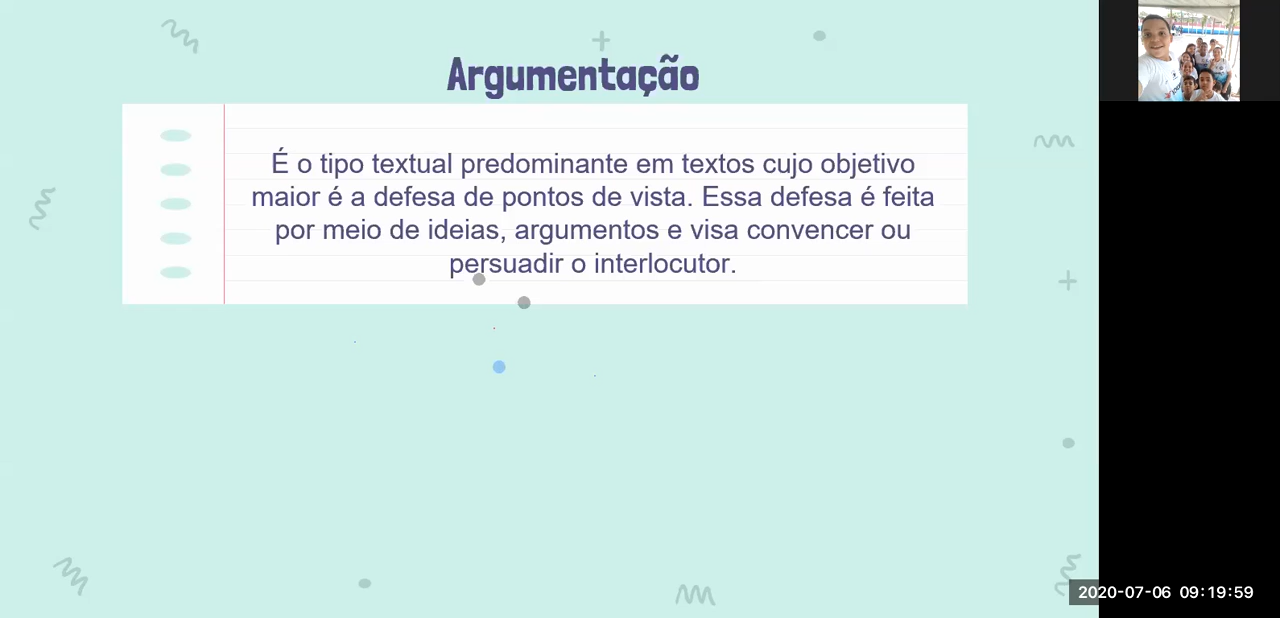 Argumentação
É o tipo textual predominante em textos cujo objetivo
maior é a defesa de pontos de vista. Essa defesa é feita
por meio de ideias, argumentos e visa convencer ou
persuadir o interlocutor.
2020-07-06 09:19:59